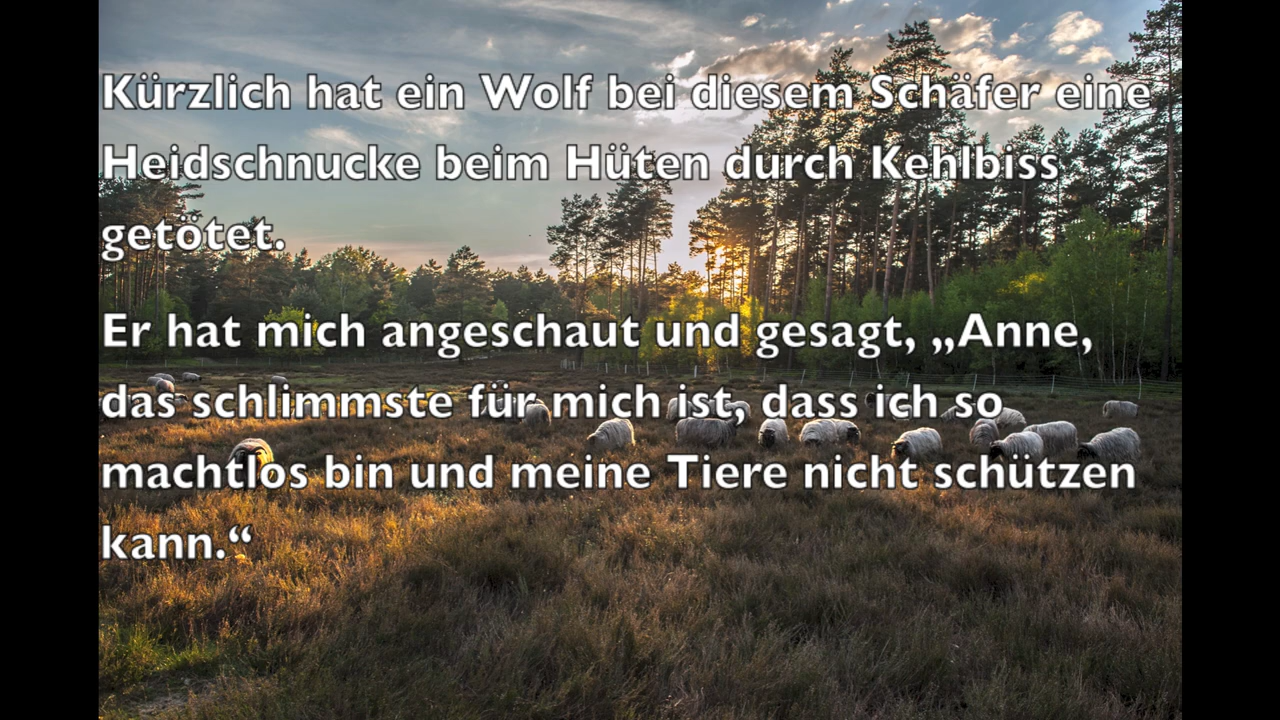 Kürzlich hat ein Wolf bei diesem Schäfer eine
Heidschnucke beim Hüten durch Kehlbiss
getötet.
Er hat mich angeschaut und gesagt, „Anne,
das schlimmste für mich ist, dass ich so
machtlos bin und meine Tiere nicht schützen
kann.“